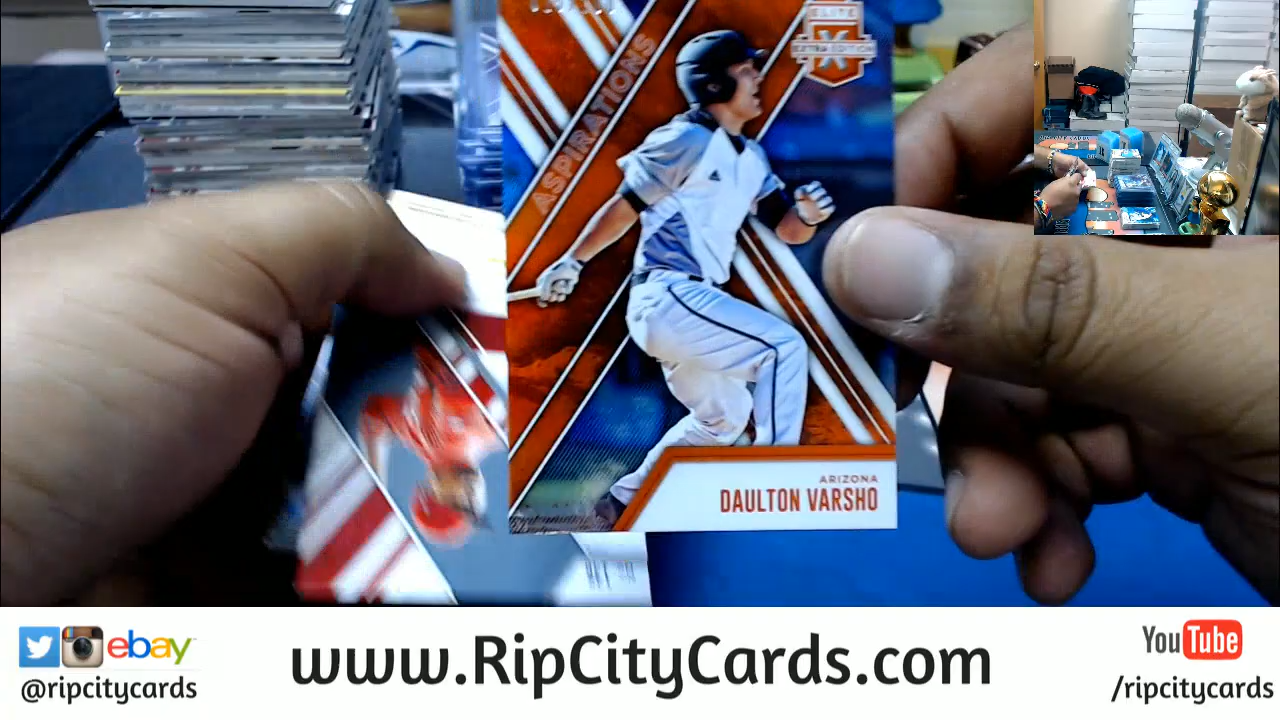 ELITE
X
EXTRA EDITION
ASPIRATIONS
ARIZONA
DAULTON VARSHO
ebay
@ripcitycards
www.RipCityCards.com
YouTube
/ripcitycards